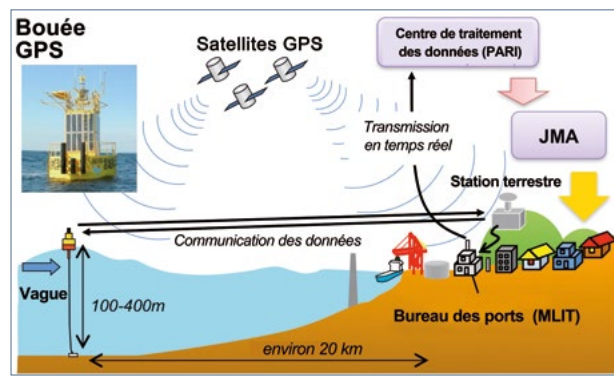 Bouée
GPS
Satellites GPS
Centre de traitement
des données (PARI)
Transmission
en temps réel
JMA
Station terrestre
Communication des données
Vague
100-400m
Bureau des ports (MLIT)
environ 20 km